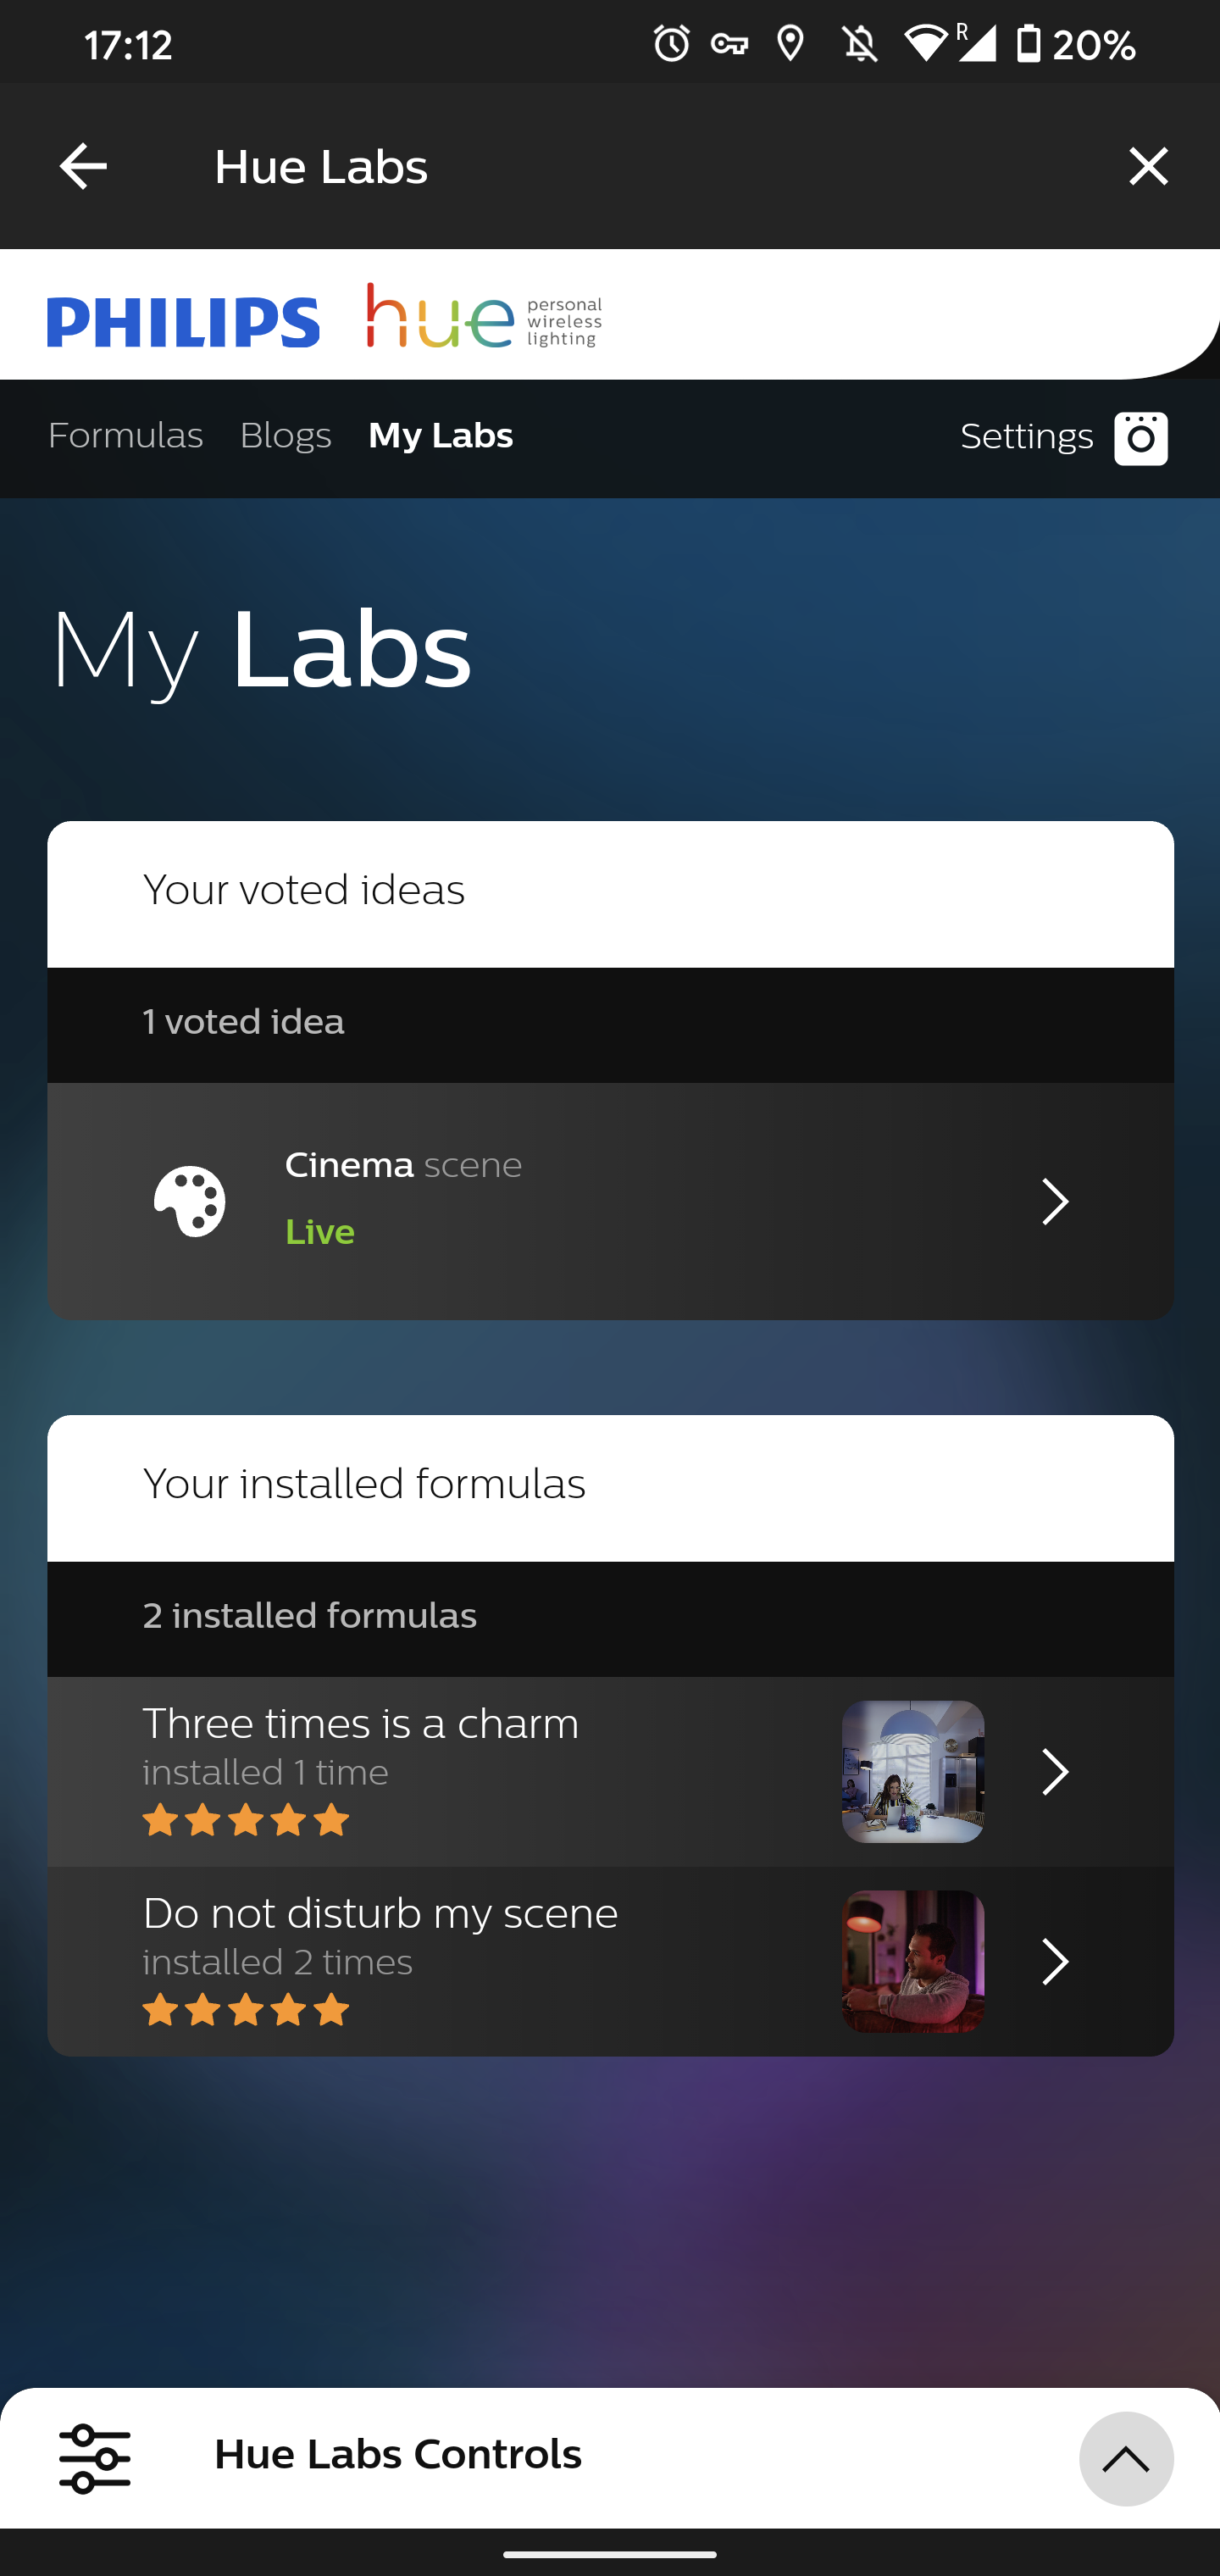 17:12
R
20%
Hue Labs
PHILIPS
hue
personal
wireless
lighting
Formulas Blogs My Labs Settings
My Labs
Your voted ideas
1 voted idea
Cinema scene
Live
Your installed formulas
2 installed formulas
Three times is a charm
installed 1 time
Do not disturb my scene
installed 2 times
Hue Labs Controls